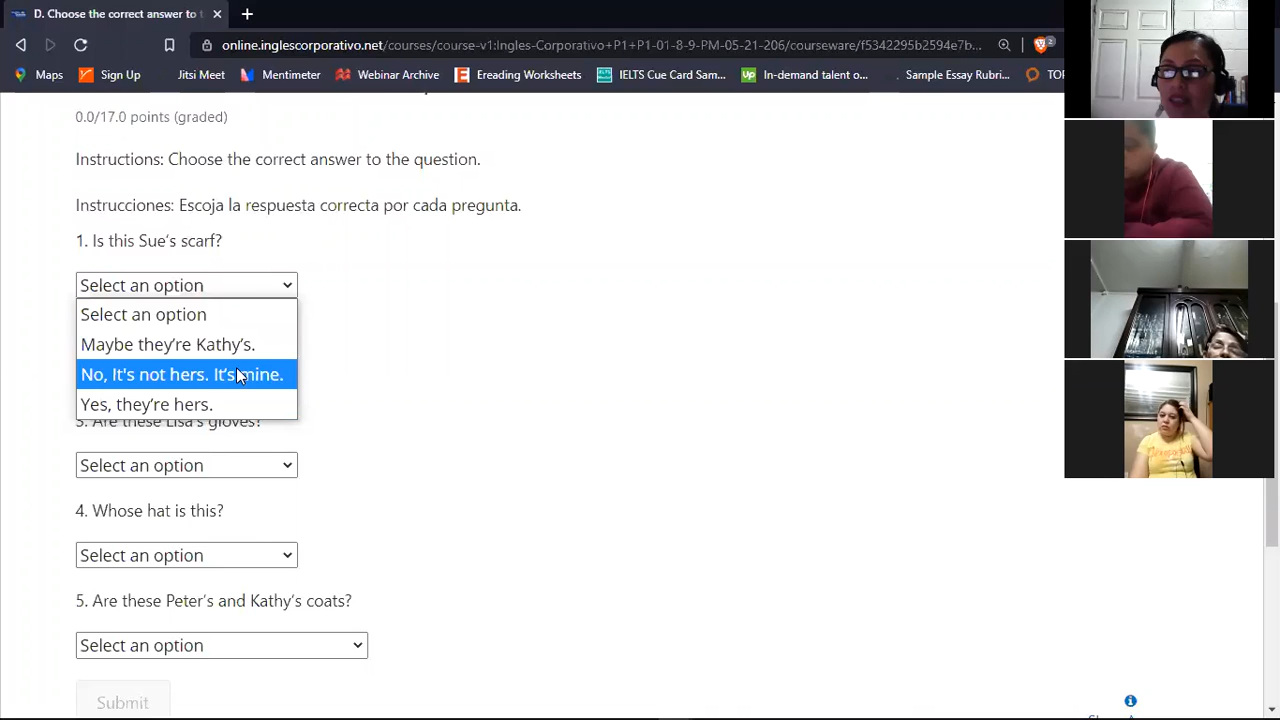 D. Choose the correct answer to t
online.inglescorporativo.net/courses/course-v1:Ingles-Corporativo+P1+P1-01-8-9-PM-05-21-206/courseware/f5342295b2594e7b...
2
Maps
Sign Up
Jitsi Meet
Mentimeter
Webinar Archive
Ereading Worksheets
IELTS Cue Card Sam...
In-demand talent o...
Sample Essay Rubri...
0.0/17.0 points (graded)
Instructions: Choose the correct answer to the question.
Instrucciones: Escoja la respuesta correcta por cada pregunta.
1. Is this Sue's scarf?
Select an option
Select an option
Maybe they're Kathy's.
No, It's not hers. It's mine.
Yes, they're hers.
3. Are these Lisa's gloves?
Select an option
4. Whose hat is this?
Select an option
5. Are these Peter's and Kathy's coats?
Select an option
Submit